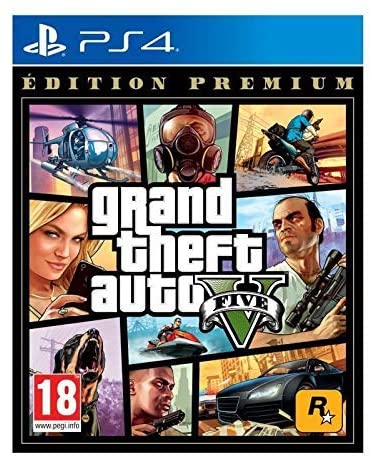 PS4
ÉDITION PREMIUM
grand
theft
auto
V
FIVE
18
www.pegi.info
R